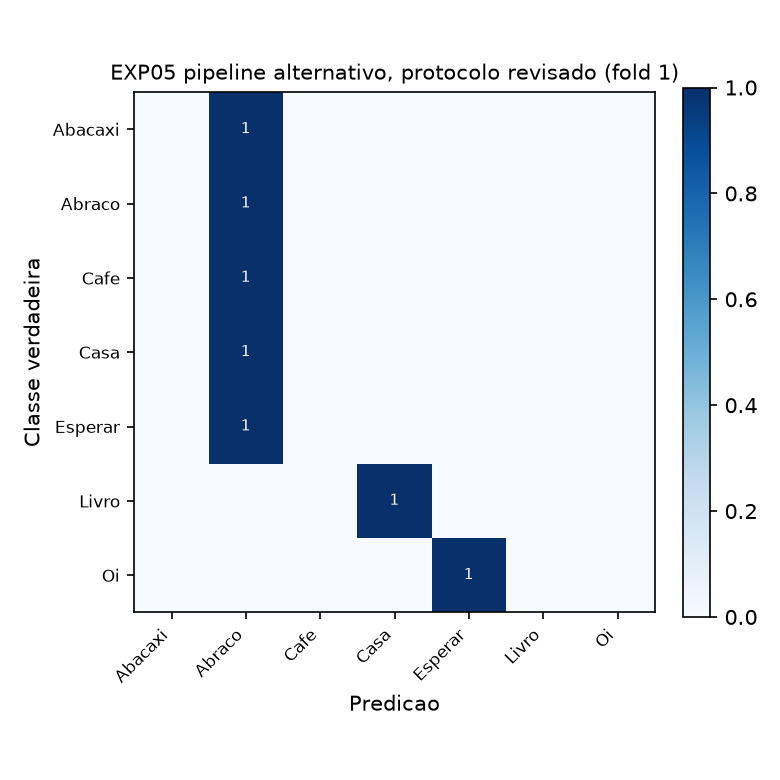 EXP05 pipeline alternativo, protocolo revisado (fold 1)
Classe verdadeira
Abacaxi 1
Abraco 1
Cafe 1
Casa 1
Esperar 1
Livro 1
Oi 1
Abacaxi Abraco Cafe Casa Esperar Livro Oi
Predicao
1.0
0.8
0.6
0.4
0.2
0.0